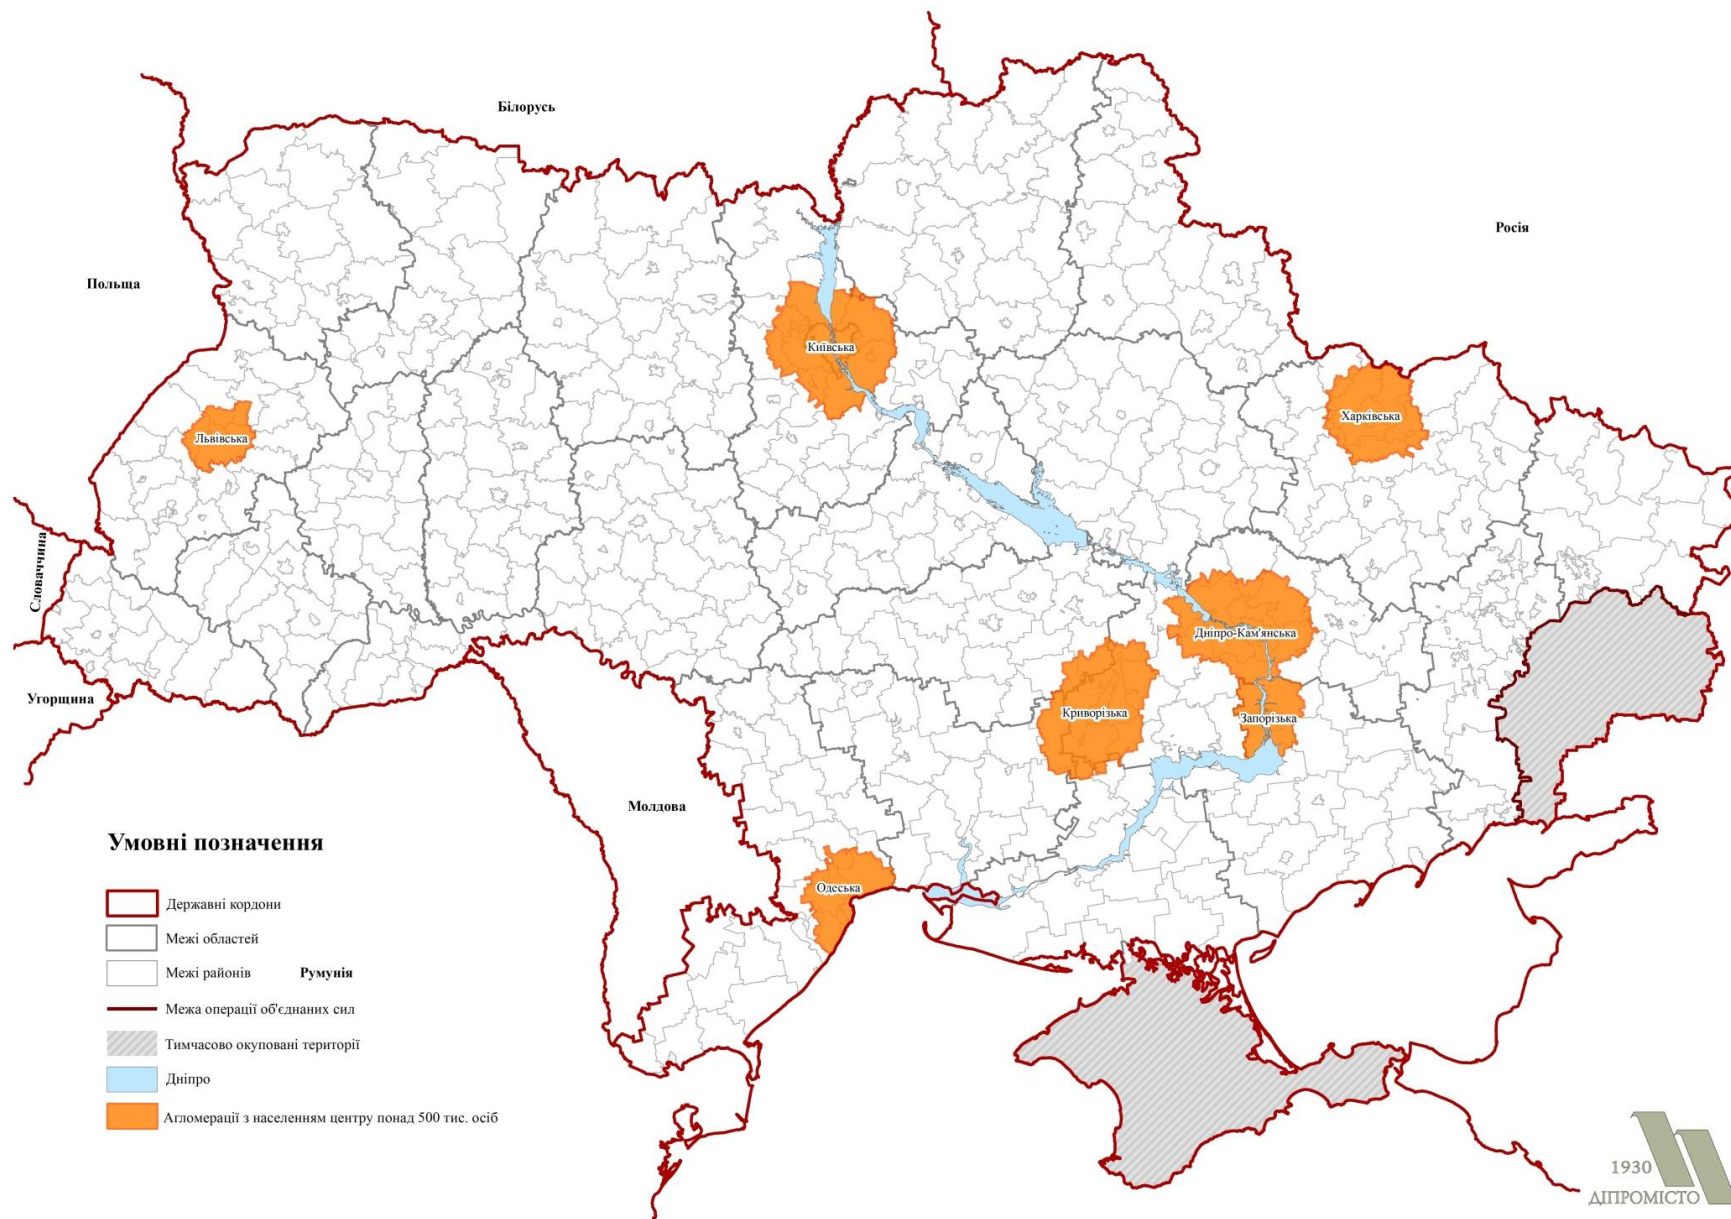 Білорусь
Росія
Польща
Київська
Харківська
Львівська
Словаччина
Дніпро-Кам'янська
Угорщина
Криворізька
Запорізька
Молдова
Умовні позначення
Одеська
Державні кордони
Межі областей
Межі районів
Румунія
Межа операції об'єднаних сил
Тимчасово окуповані території
Дніпро
Агломерації з населенням центру понад 500 тис. осіб
1930
ДІПРОМІСТО